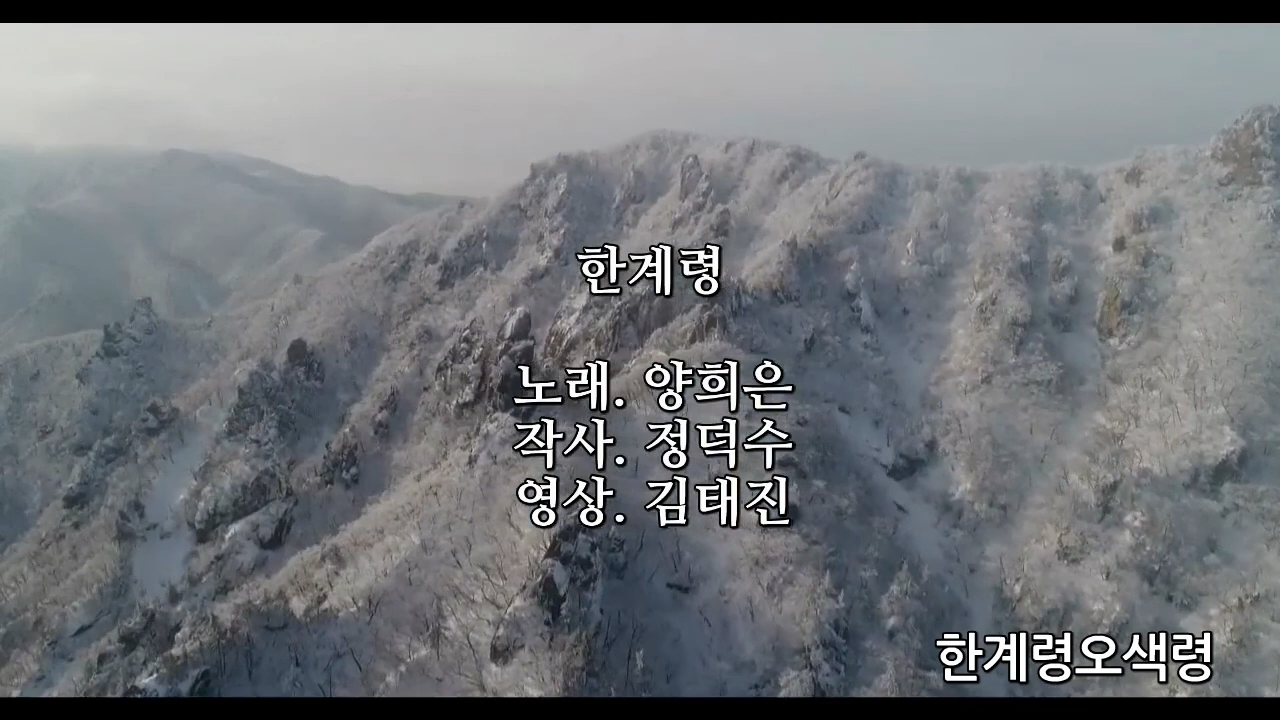 한계령
노래. 양희은
작사. 정덕수
영상. 김태진
한계령오색령